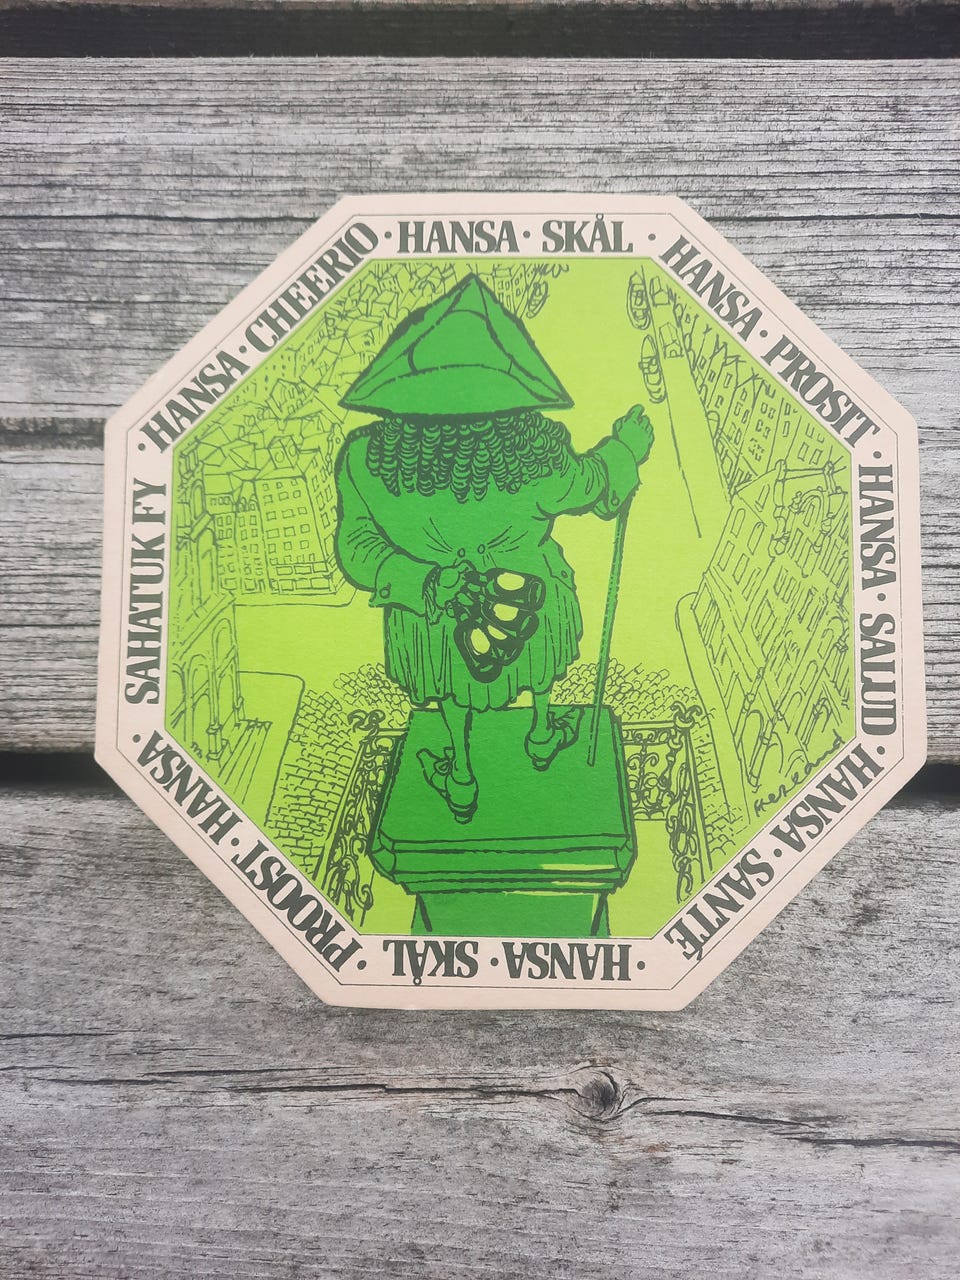 HANSA · SKÅL ·
HANSA · PROSIT ·
HANSA · SALUD ·
HANSA · SANTÉ ·
HANSA · SKÅL ·
PROOST · HANSA ·
HANSA ·
SAHATUK FY ·
HANSA · CHEERIO ·